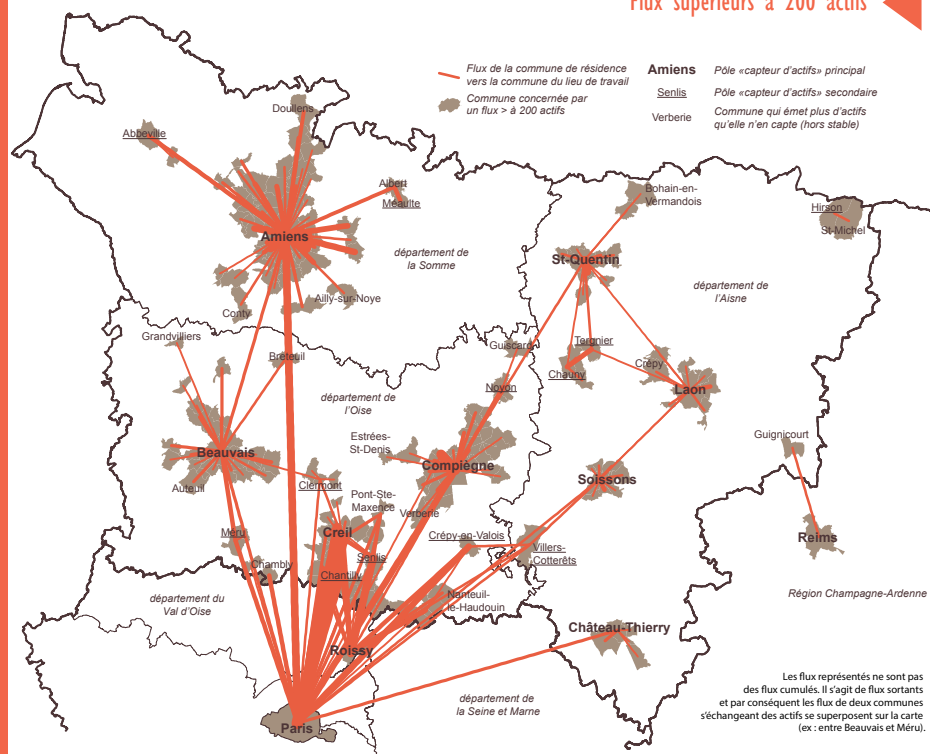 Flux supérieurs à 200 actifs
Flux de la commune de résidence
vers la commune du lieu de travail
Commune concernée par
un flux > à 200 actifs
Amiens
Pôle «capteur d'actifs» principal
Senlis
Pôle «capteur d'actifs» secondaire
Verberie
Commune qui émet plus d'actifs
qu'elle n'en capte (hors stable)
Doullens
Abbeville
Albert
Méaulte
Bohain-en-
Vermandois
Hirson
St-Michel
Amiens
département de
la Somme
St-Quentin
département de
l'Aisne
Ailly-sur-Noye
Conty
Grandvilliers
Breteuil
Guiscard
Tergnier
Crépy
Chauny
Laon
Noyon
département de
l'Oise
Estrées-
St-Denis
Guignicourt
Beauvais
Compiègne
Auteuil
Clermont
Soissons
Pont-Ste-
Maxence
Verberie
Méru
Creil
Crépy-en-Valois
Reims
Villers-
Cotterêts
Chambly
Senlis
Chantilly
département du
Val d'Oise
Nanteuil
-le-Haudouin
Région Champagne-Ardenne
Château-Thierry
Roissy
Paris
département de
la Seine et Marne
Les flux représentés ne sont pas
des flux cumulés. Il s'agit de flux sortants
et par conséquent les flux de deux communes
s'échangeant des actifs se superposent sur la carte
(ex : entre Beauvais et Méru).